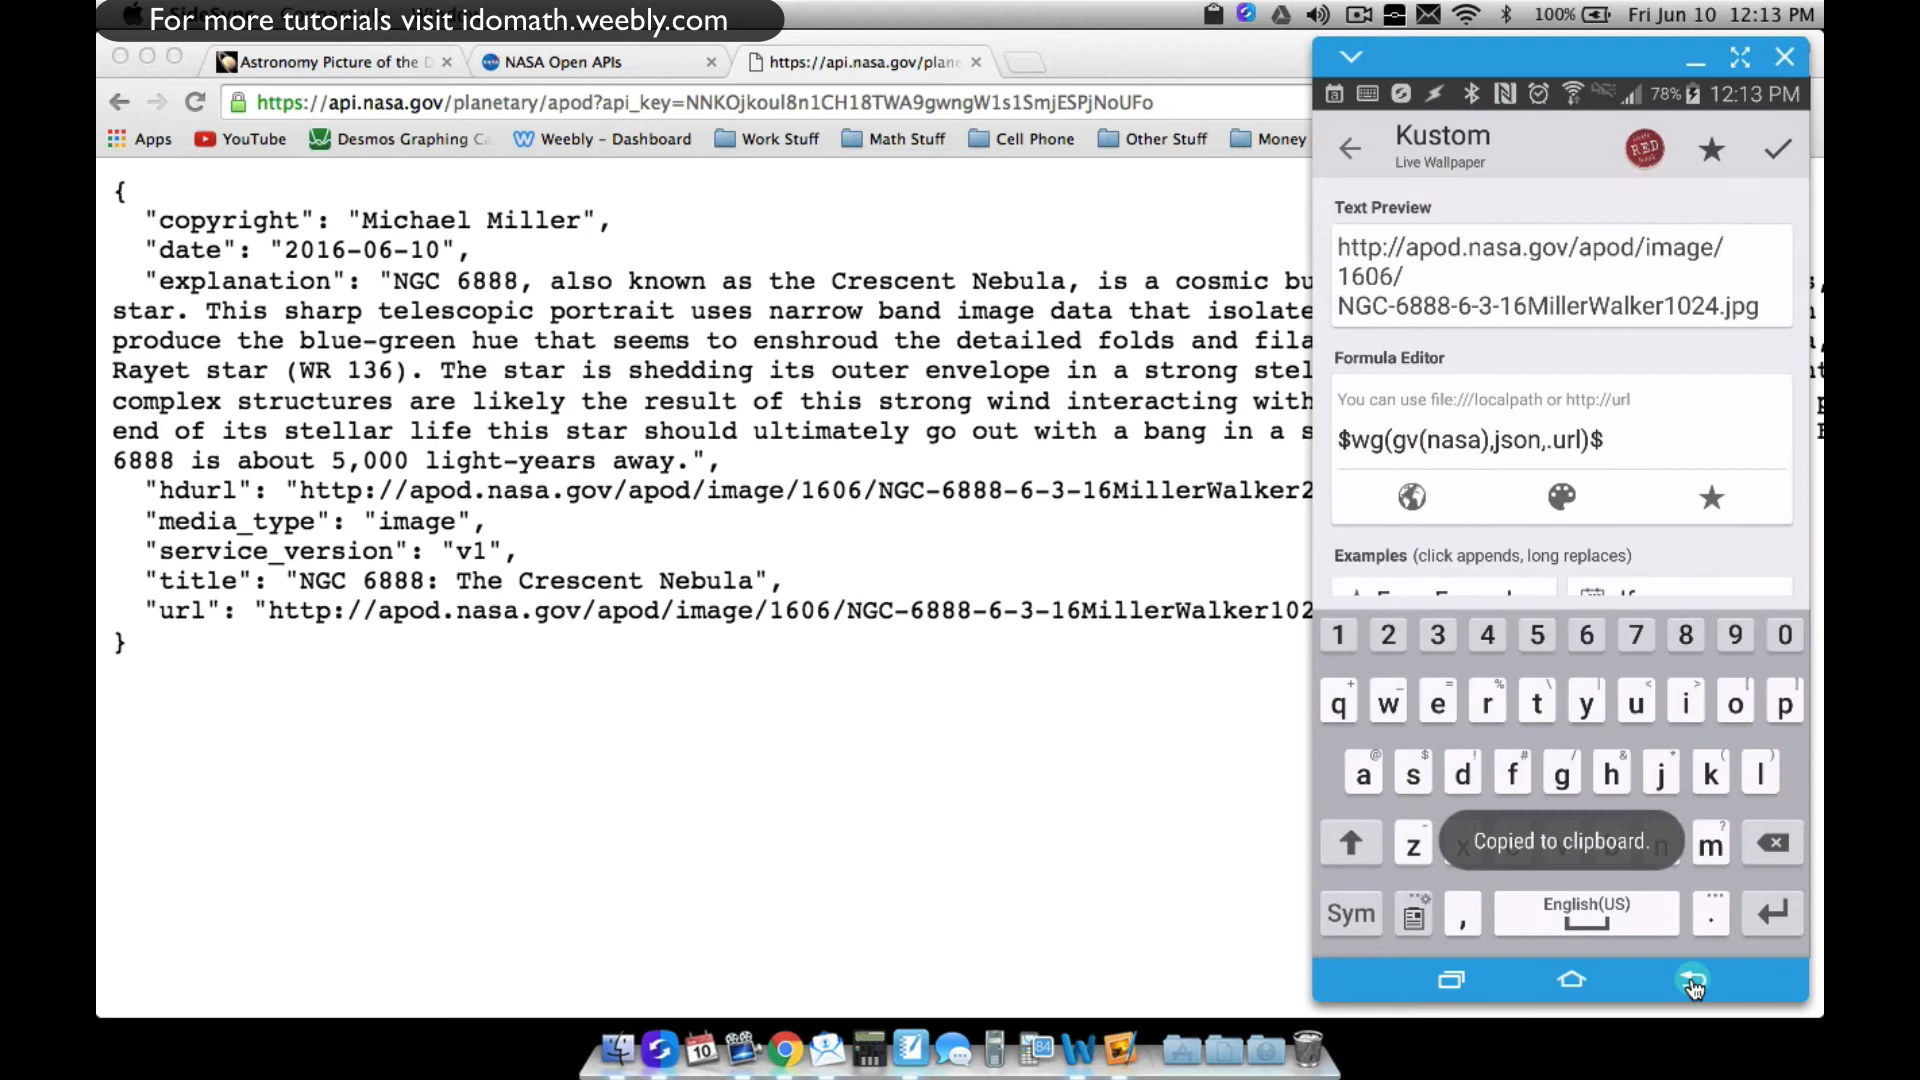 For more tutorials visit idomath.weebly.com
100%
Fri Jun 10 12:13 PM
Astronomy Picture of the D
NASA Open APIs
https://api.nasa.gov/plane
https://api.nasa.gov/planetary/apod?api_key=NNKOjkoul8n1CH18TWA9gwngW1s1SmjESPjNoUFo
Apps
YouTube
Desmos Graphing Ca
Weebly - Dashboard
Work Stuff
Math Stuff
Cell Phone
Other Stuff
Money
{
"copyright": "Michael Miller",
"date": "2016-06-10",
"explanation": "NGC 6888, also known as the Crescent Nebula, is a cosmic bu
star. This sharp telescopic portrait uses narrow band image data that isolate
produce the blue-green hue that seems to enshroud the detailed folds and fila
Rayet star (WR 136). The star is shedding its outer envelope in a strong stel
complex structures are likely the result of this strong wind interacting with
end of its stellar life this star should ultimately go out with a bang in a s
6888 is about 5,000 light-years away.",
"hdurl": "http://apod.nasa.gov/apod/image/1606/NGC-6888-6-3-16MillerWalker2
"media_type": "image",
"service_version": "v1",
"title": "NGC 6888: The Crescent Nebula",
"url": "http://apod.nasa.gov/apod/image/1606/NGC-6888-6-3-16MillerWalker102
}
78%
12:13 PM
Kustom
Live Wallpaper
RED
Text Preview
http://apod.nasa.gov/apod/image/
1606/
NGC-6888-6-3-16MillerWalker1024.jpg
Formula Editor
You can use file:///localpath or http://url
$wg(gv(nasa),json,.url)$
Examples (click appends, long replaces)
1 2 3 4 5 6 7 8 9 0
q w e r t y u i o p
a s d f g h j k l
z m
Copied to clipboard.
Sym , English(US) .
10
84